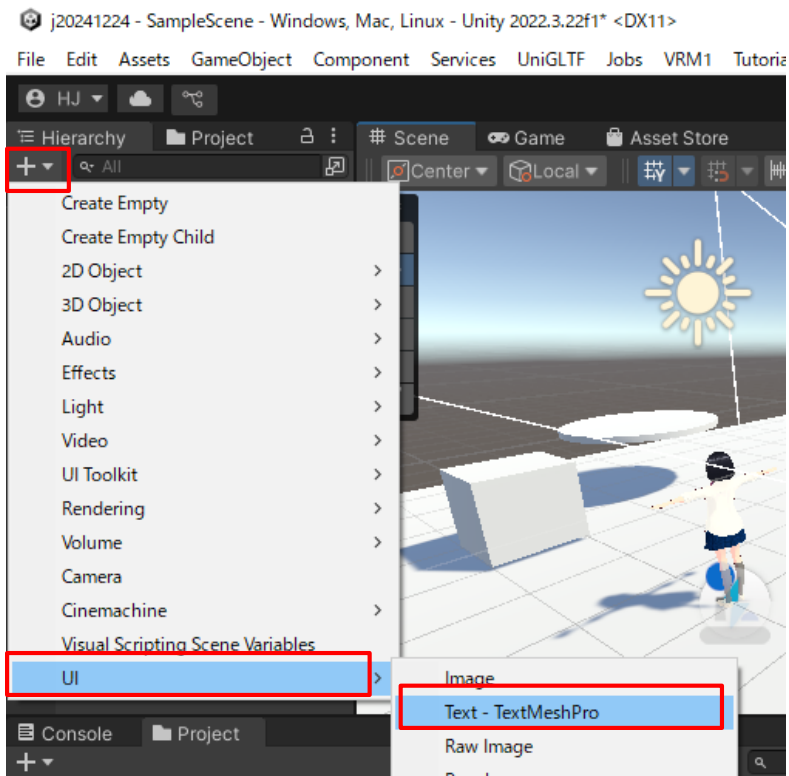 j20241224 - SampleScene - Windows, Mac, Linux - Unity 2022.3.22f1* <DX11>
File Edit Assets GameObject Component Services UniGLTF Jobs VRM1 Tutoria
HJ
Hierarchy Project # Scene Game Asset Store
All Center Local
Create Empty
Create Empty Child
2D Object
3D Object
Audio
Effects
Light
Video
UI Toolkit
Rendering
Volume
Camera
Cinemachine
Visual Scripting Scene Variables
UI
Image
Text - TextMeshPro
Console Project
Raw Image